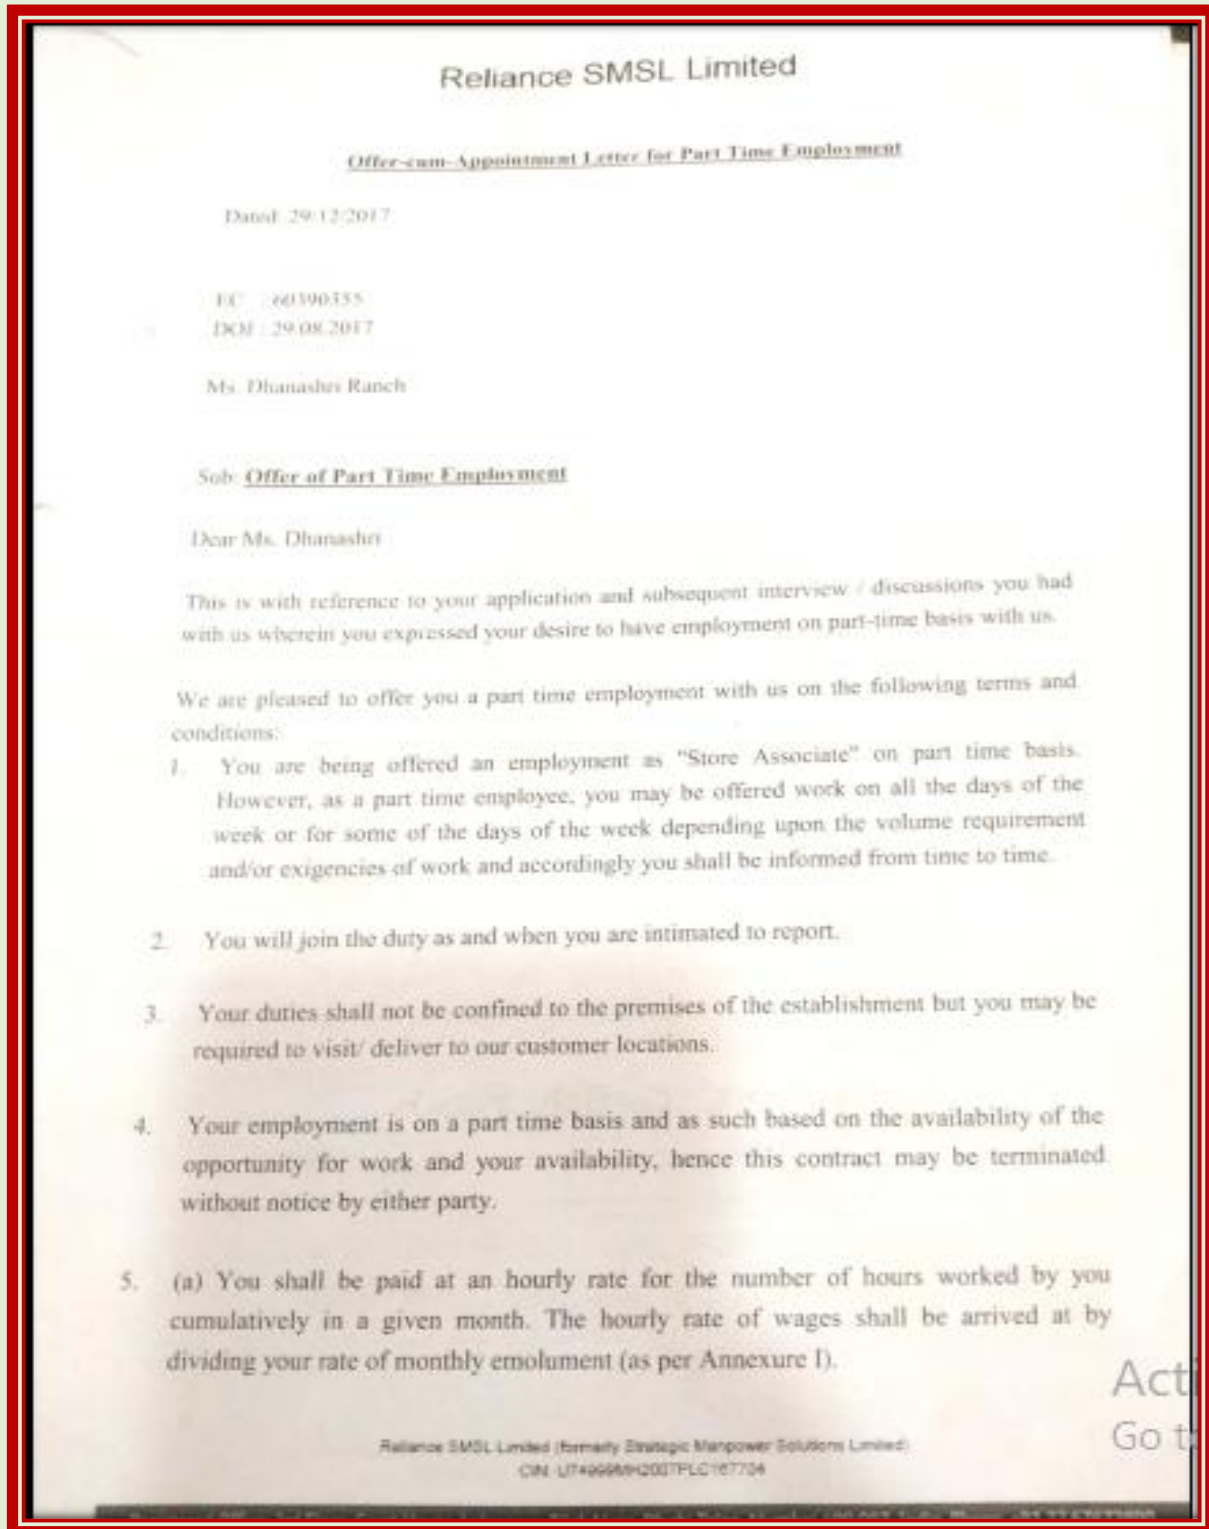 Reliance SMSL Limited
Offer-cum-Appointment Letter for Part Time Employment
Dated: 29/12/2017
EC : 60390355
DOJ : 29.08.2017
Ms. Dhanashri Ranch
Sub: Offer of Part Time Employment
Dear Ms. Dhanashri
This is with reference to your application and subsequent interview / discussions you had
with us wherein you expressed your desire to have employment on part-time basis with us.
We are pleased to offer you a part time employment with us on the following terms and
conditions:
1. You are being offered an employment as "Store Associate" on part time basis.
However, as a part time employee, you may be offered work on all the days of the
week or for some of the days of the week depending upon the volume requirement
and/or exigencies of work and accordingly you shall be informed from time to time.
2. You will join the duty as and when you are intimated to report.
3. Your duties shall not be confined to the premises of the establishment but you may be
required to visit/ deliver to our customer locations.
4. Your employment is on a part time basis and as such based on the availability of the
opportunity for work and your availability, hence this contract may be terminated
without notice by either party.
5. (a) You shall be paid at an hourly rate for the number of hours worked by you
cumulatively in a given month. The hourly rate of wages shall be arrived at by
dividing your rate of monthly emolument (as per Annexure I).
Acti
Go t
Reliance SMSL Limited (formerly Strategic Manpower Solutions Limited)
CIN